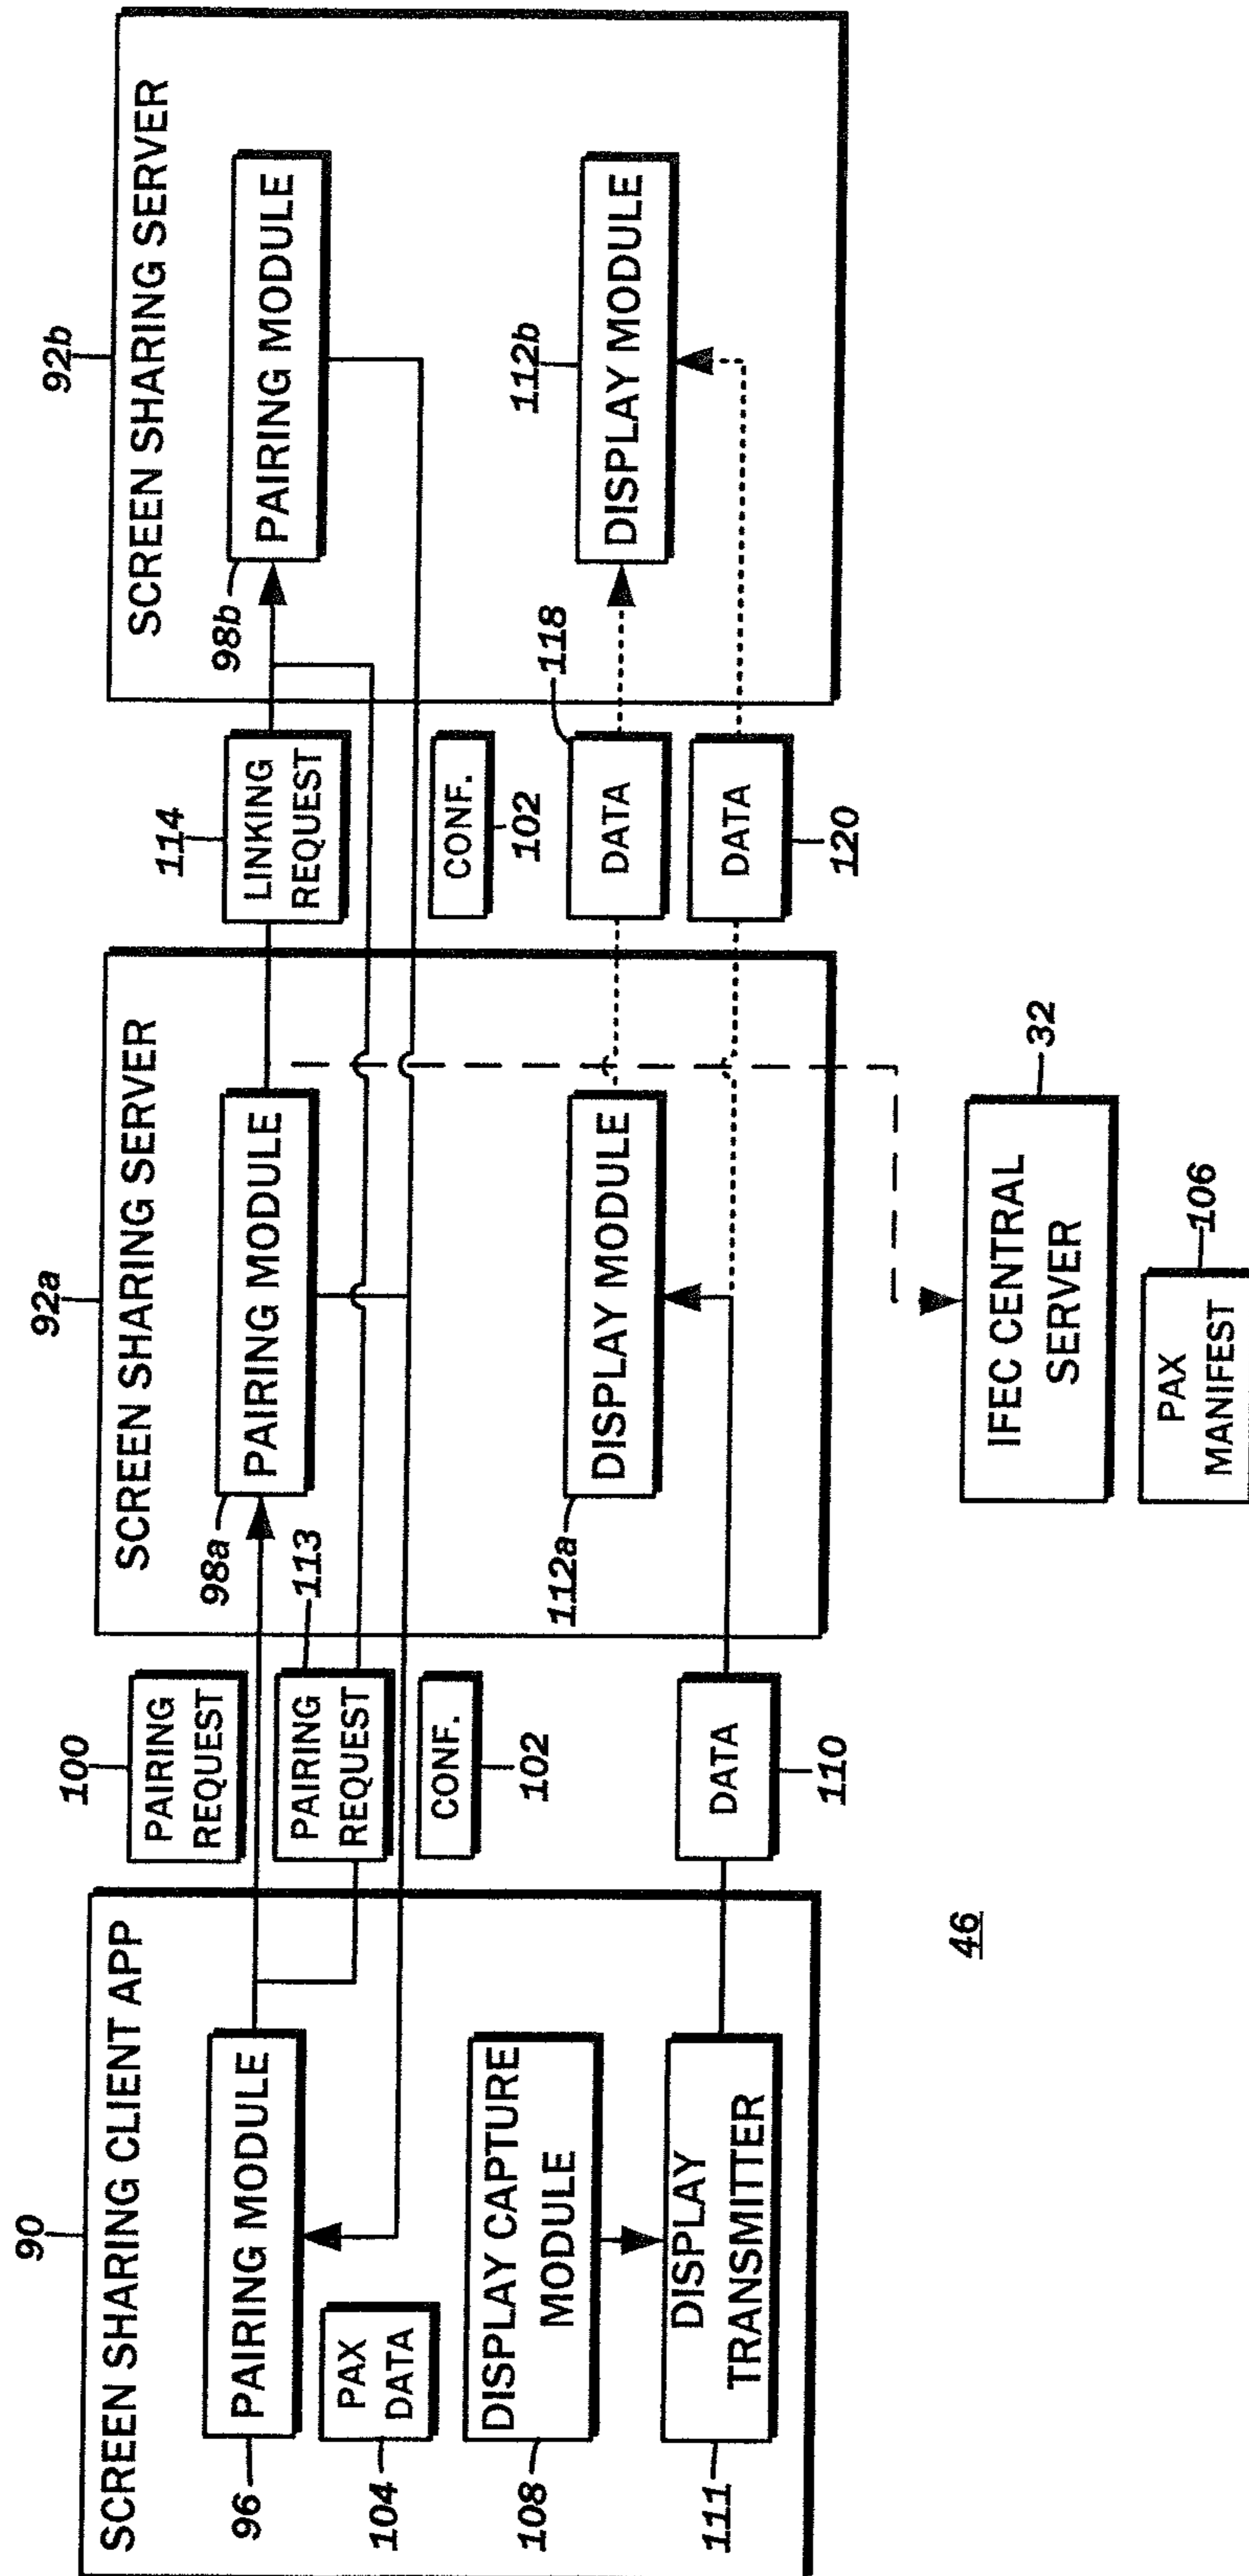 90
SCREEN SHARING CLIENT APP
96
PAIRING MODULE
104
PAX
DATA
108
DISPLAY CAPTURE
MODULE
111
DISPLAY
TRANSMITTER
100
PAIRING
REQUEST
113
PAIRING
REQUEST
CONF.
102
DATA
110
46
92a
SCREEN SHARING SERVER
98a
PAIRING MODULE
112a
DISPLAY MODULE
IFEC CENTRAL
SERVER
32
PAX
MANIFEST
106
114
LINKING
REQUEST
CONF.
102
118
DATA
DATA
120
92b
SCREEN SHARING SERVER
98b
PAIRING MODULE
112b
DISPLAY MODULE